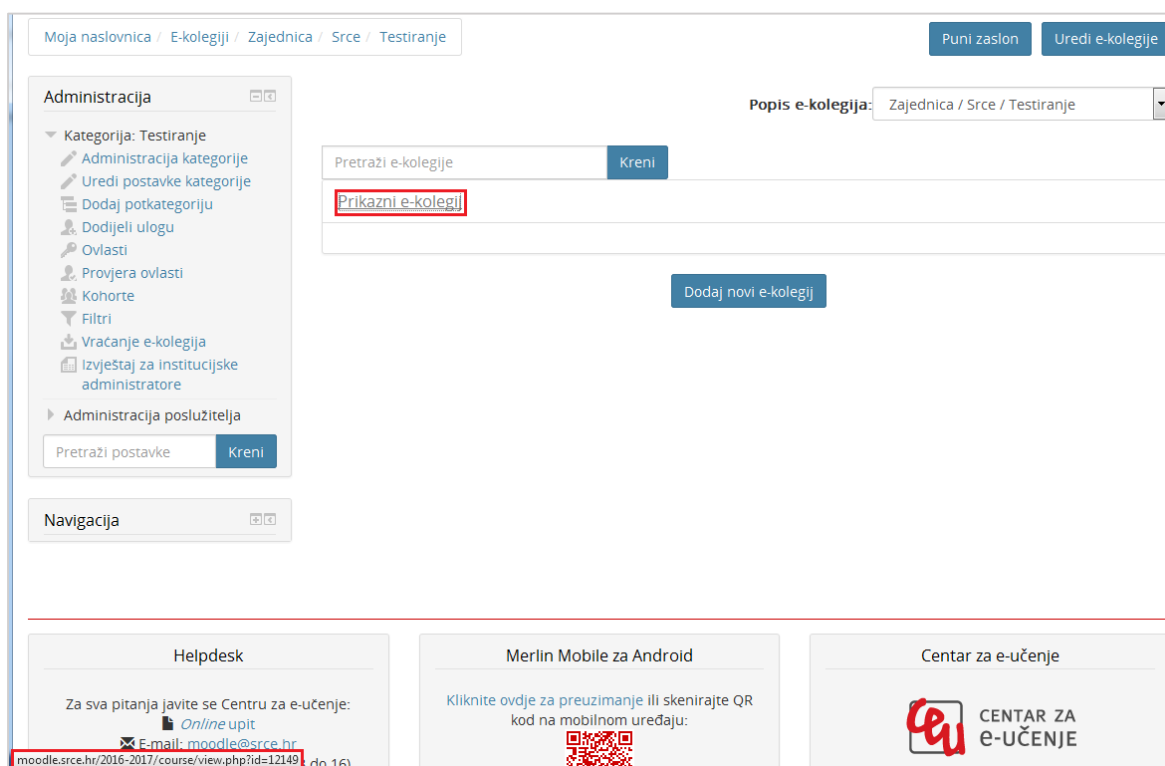 Moja naslovnica / E-kolegiji / Zajednica / Srce / Testiranje
Puni zaslon
Uredi e-kolegije
Administracija
Kategorija: Testiranje
Administracija kategorije
Uredi postavke kategorije
Dodaj potkategoriju
Dodijeli ulogu
Ovlasti
Provjera ovlasti
Kohorte
Filtri
Vraćanje e-kolegija
Izvještaj za institucijske
administratore
Administracija poslužitelja
Pretraži postavke
Kreni
Navigacija
Popis e-kolegija: Zajednica / Srce / Testiranje
Pretraži e-kolegije
Kreni
Prikazni e-kolegij
Dodaj novi e-kolegij
Helpdesk
Za sva pitanja javite se Centru za e-učenje:
Online upit
E-mail: moodle@srce.hr
do 16)
moodle.srce.hr/2016-2017/course/view.php?id=12149
Merlin Mobile za Android
Kliknite ovdje za preuzimanje ili skenirajte QR
kod na mobilnom uređaju:
Centar za e-učenje
ceu
CENTAR ZA
e-UČENJE